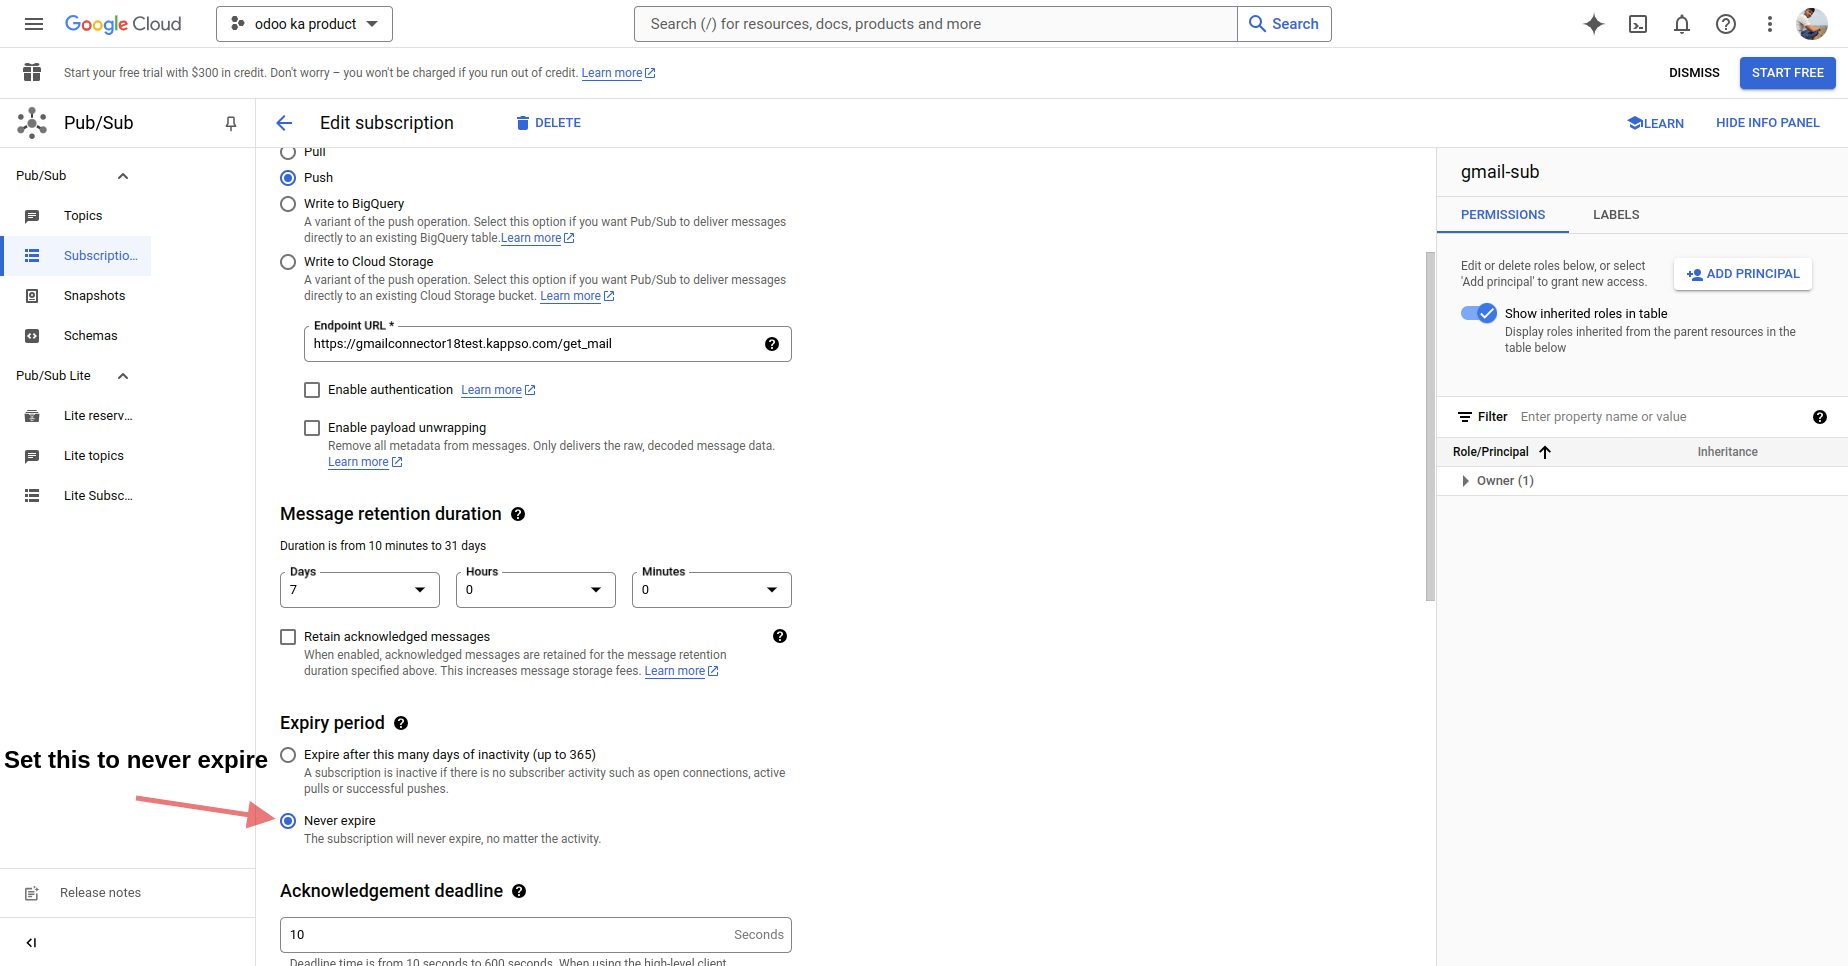 Google Cloud
odoo ka product
Search (/) for resources, docs, products and more
Search
Start your free trial with $300 in credit. Don't worry – you won't be charged if you run out of credit. Learn more
DISMISS
START FREE
Pub/Sub
Edit subscription
DELETE
LEARN
HIDE INFO PANEL
Pub/Sub
Topics
Subscriptio...
Snapshots
Schemas
Pub/Sub Lite
Lite reserv...
Lite topics
Lite Subsc...
Release notes
Pull
Push
Write to BigQuery
A variant of the push operation. Select this option if you want Pub/Sub to deliver messages
directly to an existing BigQuery table.Learn more
Write to Cloud Storage
A variant of the push operation. Select this option if you want Pub/Sub to deliver messages
directly to an existing Cloud Storage bucket. Learn more
Endpoint URL *
https://gmailconnector18test.kappso.com/get_mail
Enable authentication Learn more
Enable payload unwrapping
Remove all metadata from messages. Only delivers the raw, decoded message data.
Learn more
Message retention duration
Duration is from 10 minutes to 31 days
Days
7
Hours
0
Minutes
0
Retain acknowledged messages
When enabled, acknowledged messages are retained for the message retention
duration specified above. This increases message storage fees. Learn more
Expiry period
Set this to never expire
Expire after this many days of inactivity (up to 365)
A subscription is inactive if there is no subscriber activity such as open connections, active
pulls or successful pushes.
Never expire
The subscription will never expire, no matter the activity.
Acknowledgement deadline
10
Seconds
Deadline time is from 10 seconds to 600 seconds. When using the high-level client
gmail-sub
PERMISSIONS
LABELS
Edit or delete roles below, or select
'Add principal' to grant new access.
ADD PRINCIPAL
Show inherited roles in table
Display roles inherited from the parent resources in the
table below
Filter
Enter property name or value
Role/Principal
Inheritance
Owner (1)